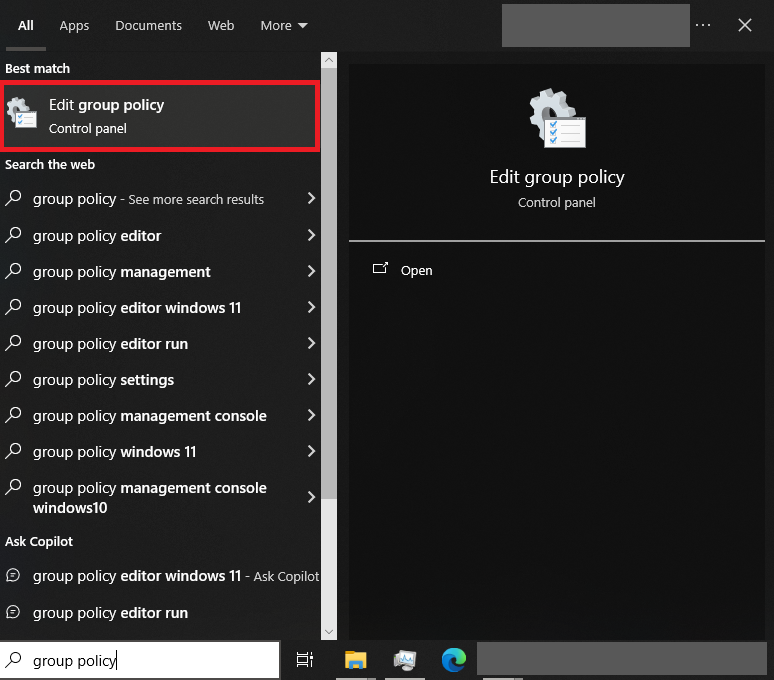 All Apps Documents Web More
Best match
Edit group policy
Control panel
Search the web
group policy - See more search results
group policy editor
group policy management
group policy editor windows 11
group policy editor run
group policy settings
group policy management console
group policy windows 11
group policy management console
windows10
Ask Copilot
group policy editor windows 11 - Ask Copilot
group policy editor run
group policy
Edit group policy
Control panel
Open